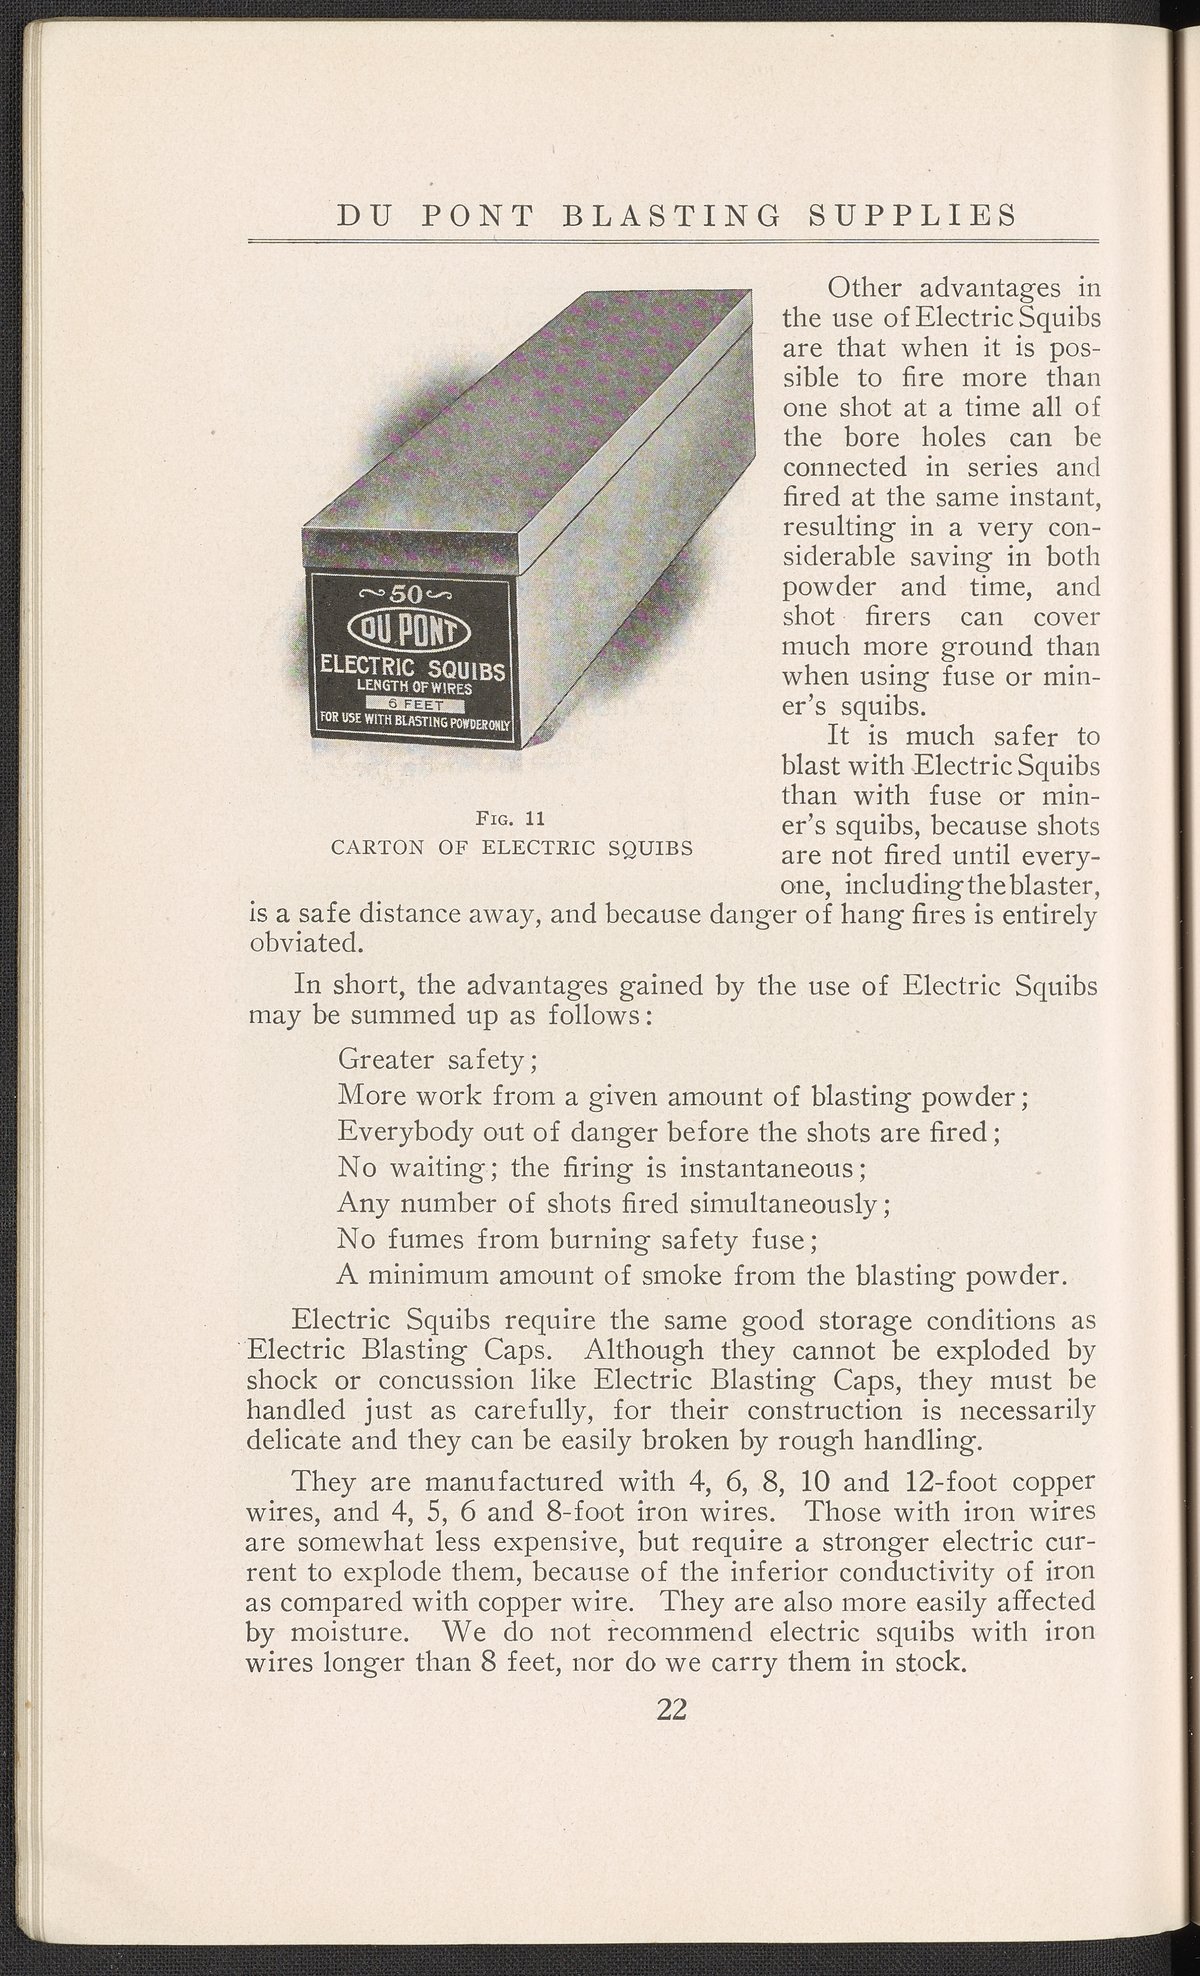 DU PONT BLASTING SUPPLIES
~50~
DU PONT
ELECTRIC SQUIBS
LENGTH OF WIRES
6 FEET
FOR USE WITH BLASTING POWDER ONLY
FIG. 11
CARTON OF ELECTRIC SQUIBS
Other advantages in
the use of Electric Squibs
are that when it is pos-
sible to fire more than
one shot at a time all of
the bore holes can be
connected in series and
fired at the same instant,
resulting in a very con-
siderable saving in both
powder and time, and
shot firers can cover
much more ground than
when using fuse or min-
er's squibs.
It is much safer to
blast with Electric Squibs
than with fuse or min-
er's squibs, because shots
are not fired until every-
one, including the blaster,
is a safe distance away, and because danger of hang fires is entirely
obviated.
In short, the advantages gained by the use of Electric Squibs
may be summed up as follows:
Greater safety;
More work from a given amount of blasting powder;
Everybody out of danger before the shots are fired;
No waiting; the firing is instantaneous;
Any number of shots fired simultaneously;
No fumes from burning safety fuse;
A minimum amount of smoke from the blasting powder.
Electric Squibs require the same good storage conditions as
Electric Blasting Caps. Although they cannot be exploded by
shock or concussion like Electric Blasting Caps, they must be
handled just as carefully, for their construction is necessarily
delicate and they can be easily broken by rough handling.
They are manufactured with 4, 6, 8, 10 and 12-foot copper
wires, and 4, 5, 6 and 8-foot iron wires. Those with iron wires
are somewhat less expensive, but require a stronger electric cur-
rent to explode them, because of the inferior conductivity of iron
as compared with copper wire. They are also more easily affected
by moisture. We do not recommend electric squibs with iron
wires longer than 8 feet, nor do we carry them in stock.
22